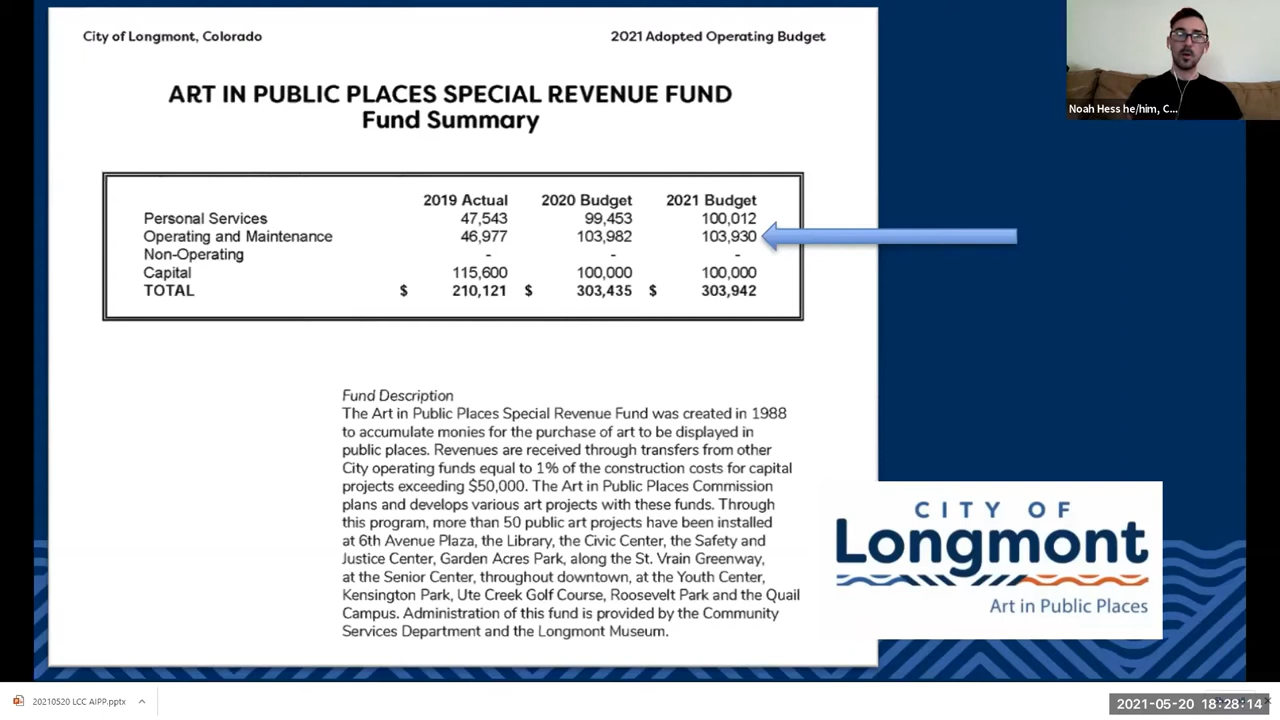 City of Longmont, Colorado
2021 Adopted Operating Budget
ART IN PUBLIC PLACES SPECIAL REVENUE FUND
Fund Summary
2019 Actual 2020 Budget 2021 Budget
Personal Services 47,543 99,453 100,012
Operating and Maintenance 46,977 103,982 103,930
Non-Operating - - -
Capital 115,600 100,000 100,000
TOTAL $ 210,121 $ 303,435 $ 303,942
Fund Description
The Art in Public Places Special Revenue Fund was created in 1988
to accumulate monies for the purchase of art to be displayed in
public places. Revenues are received through transfers from other
City operating funds equal to 1% of the construction costs for capital
projects exceeding $50,000. The Art in Public Places Commission
plans and develops various art projects with these funds. Through
this program, more than 50 public art projects have been installed
at 6th Avenue Plaza, the Library, the Civic Center, the Safety and
Justice Center, Garden Acres Park, along the St. Vrain Greenway,
at the Senior Center, throughout downtown, at the Youth Center,
Kensington Park, Ute Creek Golf Course, Roosevelt Park and the Quail
Campus. Administration of this fund is provided by the Community
Services Department and the Longmont Museum.
CITY OF
Longmont
Art in Public Places
Noah Hess he/him, C...
20210520 LCC AIPP.pptx
2021-05-20 18:28:14